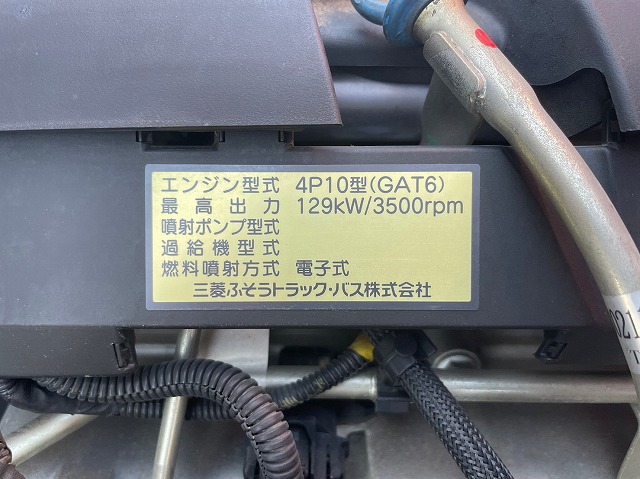 エンジン型式 4P10型(GAT6)
最高出力 129kW/3500rpm
噴射ポンプ型式
過給機型式
燃料噴射方式 電子式
三菱ふそうトラック・バス株式会社